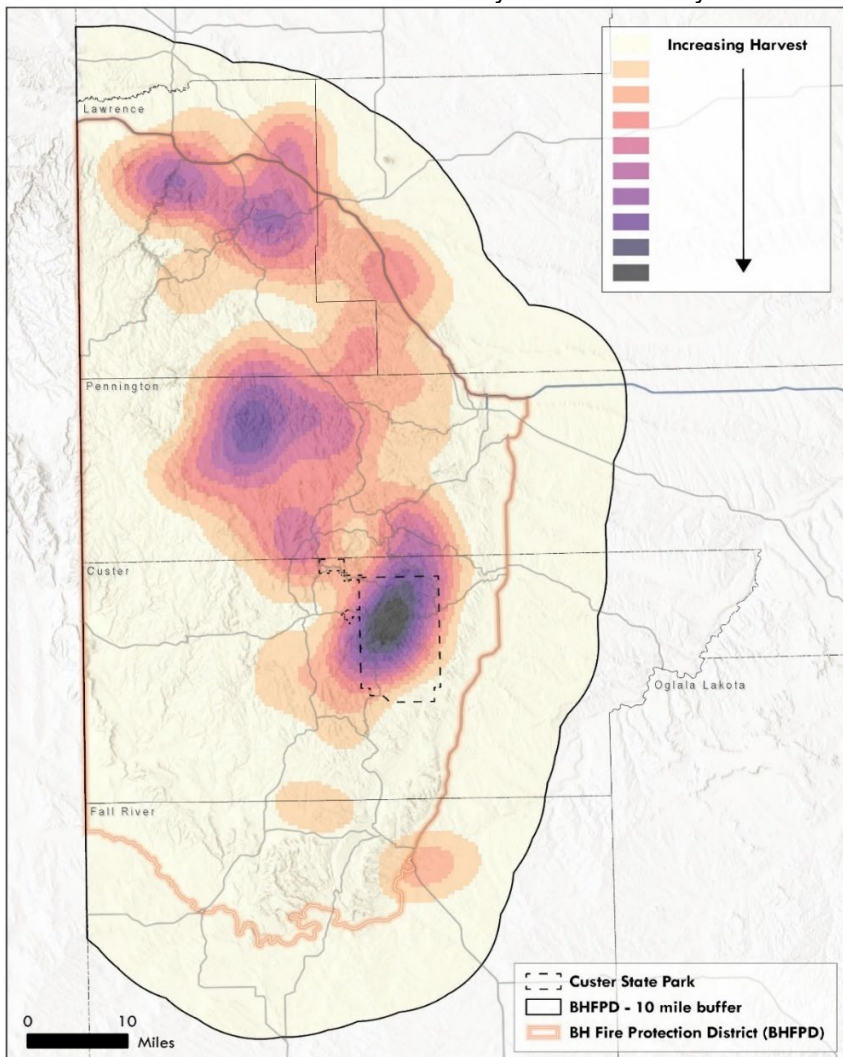 Increasing Harvest
Lawrence
Pennington
Custer
Oglala Lakota
Fall River
Custer State Park
BHFPD - 10 mile buffer
BH Fire Protection District (BHFPD)
0 10
Miles